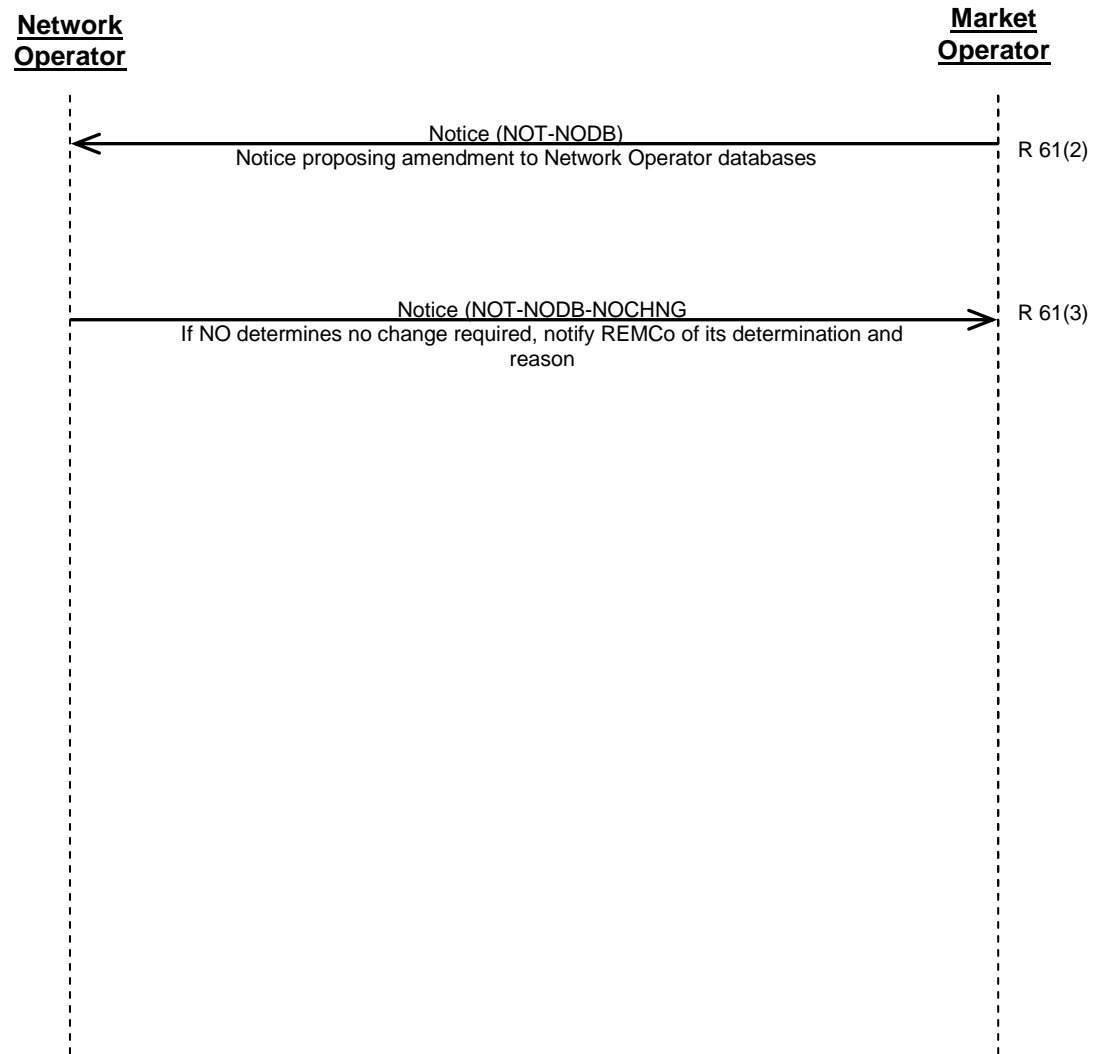 Network
Operator
Market
Operator
Notice (NOT-NODB)
Notice proposing amendment to Network Operator databases
R 61(2)
Notice (NOT-NODB-NOCHNG
If NO determines no change required, notify REMCo of its determination and
reason
R 61(3)